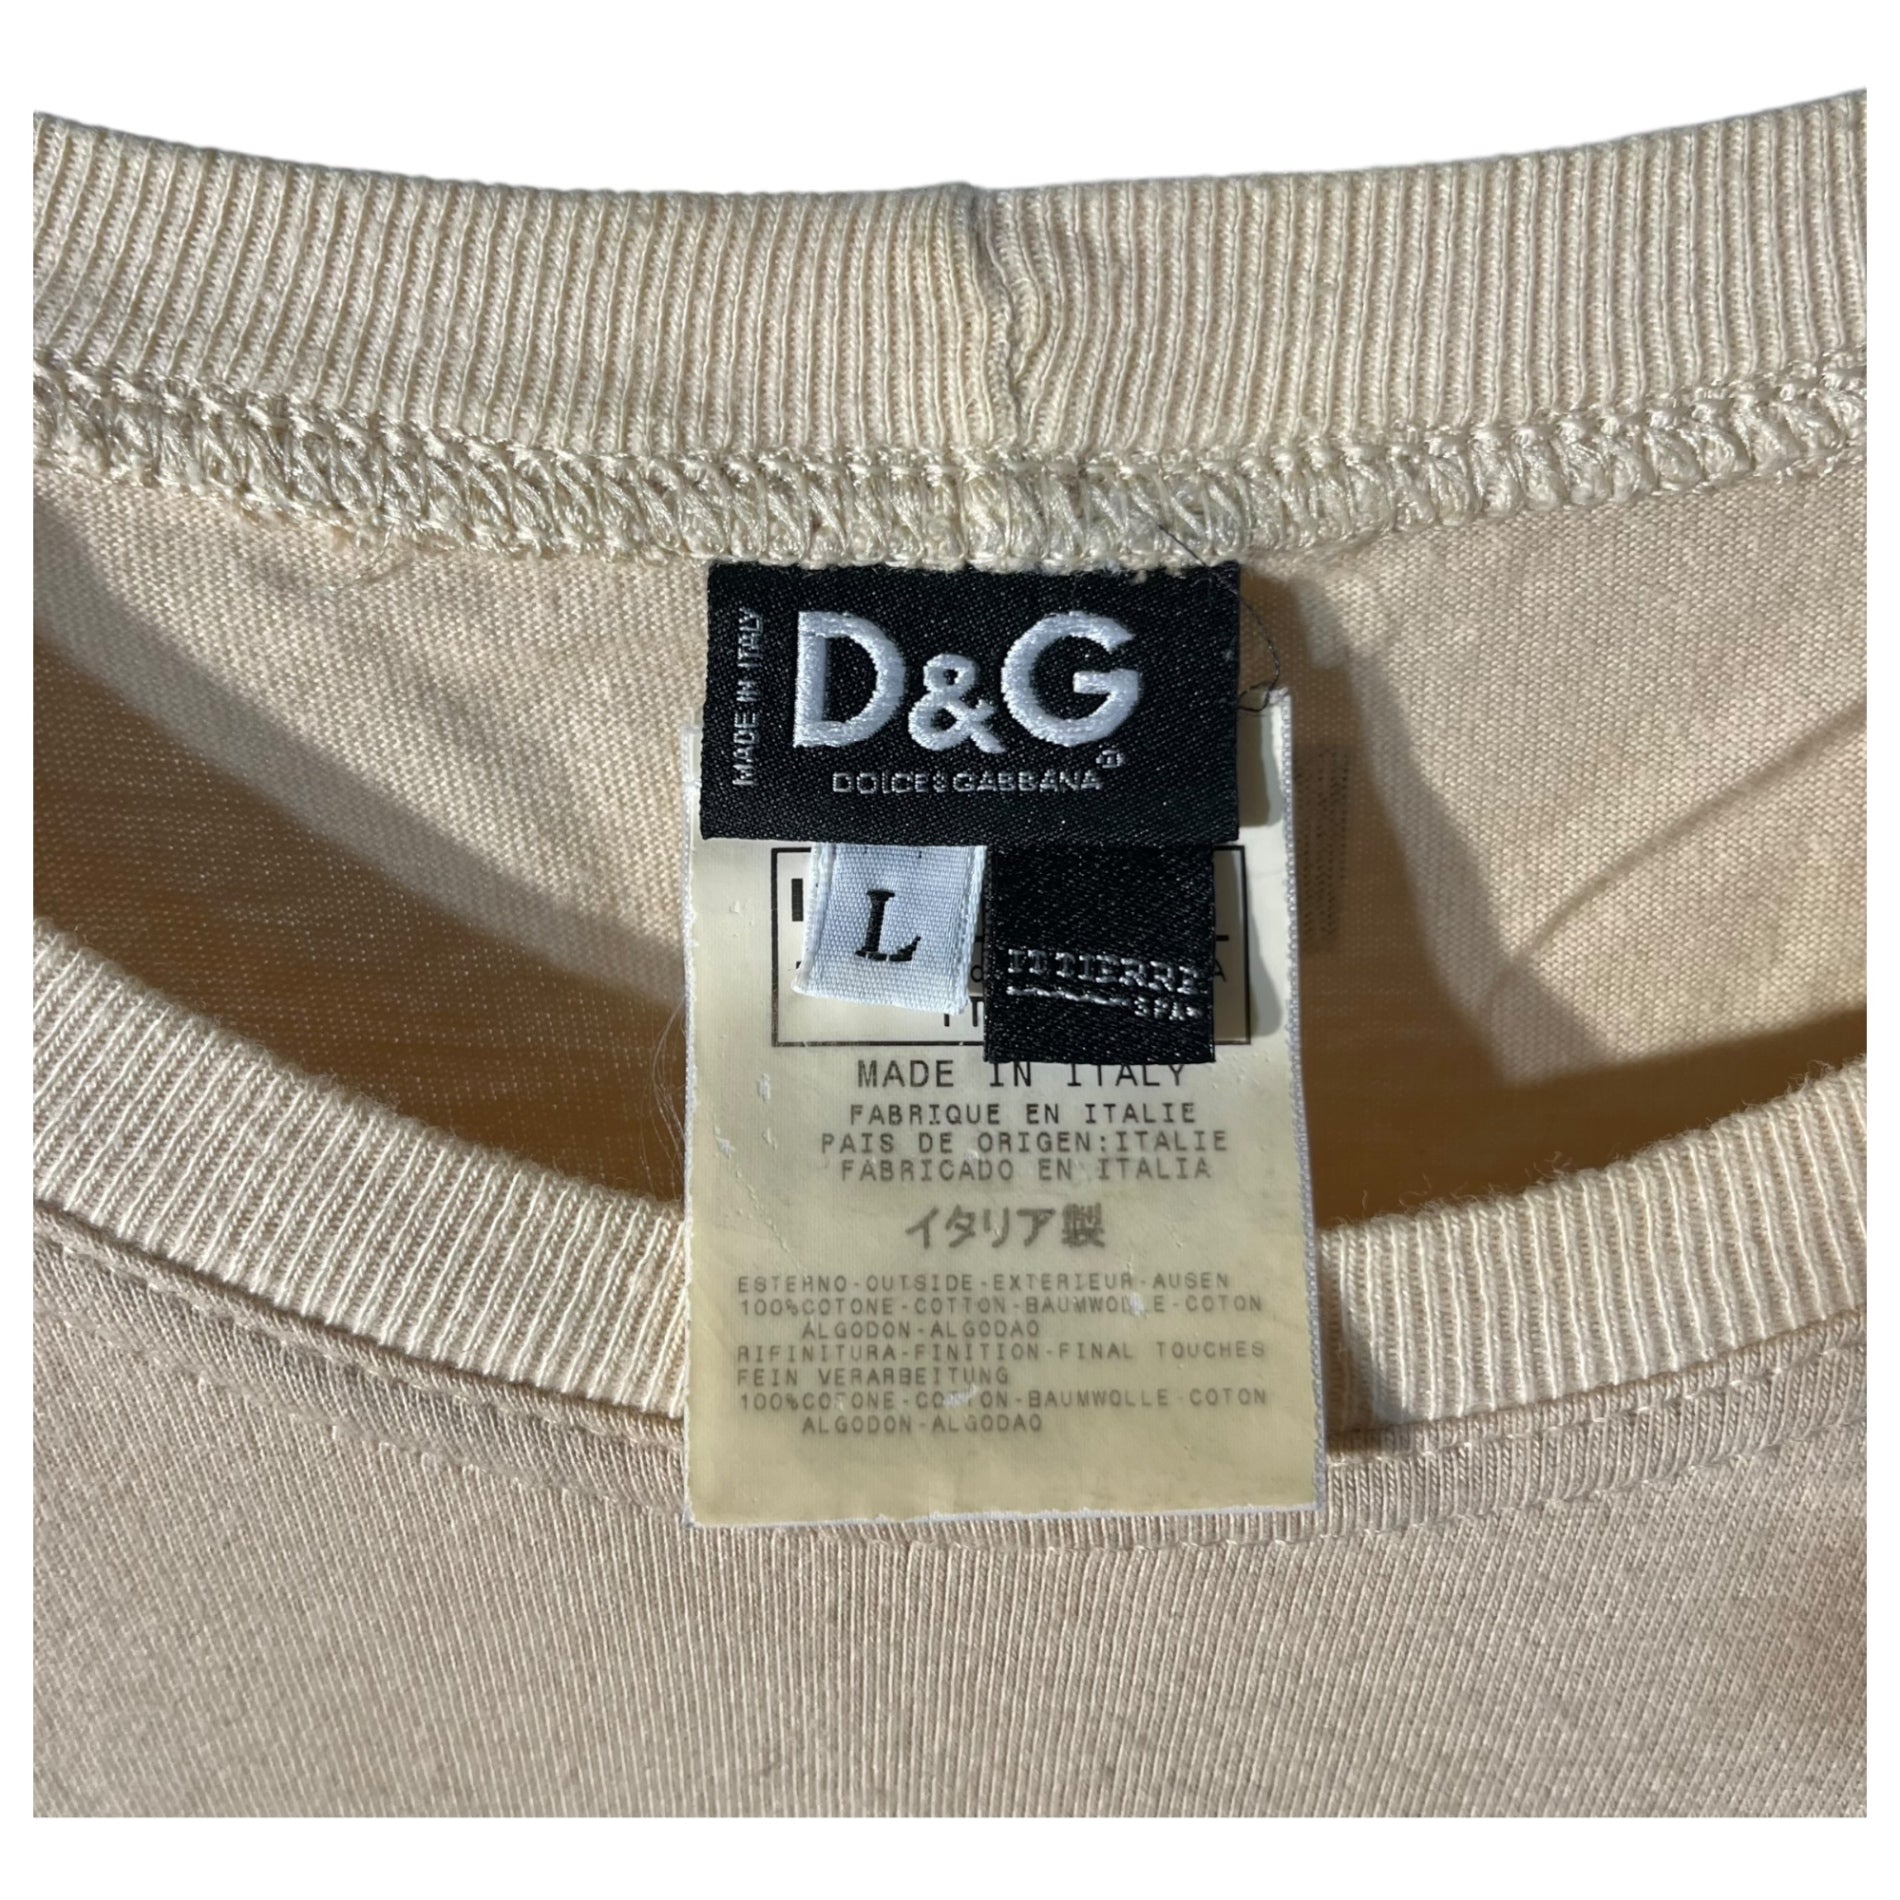 MADE IN ITALY
D&G
DOLCE&GABBANA
L
ITTIERRE
SPA
MADE IN ITALY
FABRIQUE EN ITALIE
PAIS DE ORIGEN:ITALIE
FABRICADO EN ITALIA
イタリア製
ESTERNO-OUTSIDE-EXTERIEUR-AUSEN
100%COTONE-COTTON-BAUMWOLLE-COTON
ALGODON-ALGODAO
RIFINITURA-FINITION-FINAL TOUCHES
FEIN VERARBEITUNG
100%COTONE-COTTON-BAUMWOLLE-COTON
ALGODON-ALGODAO